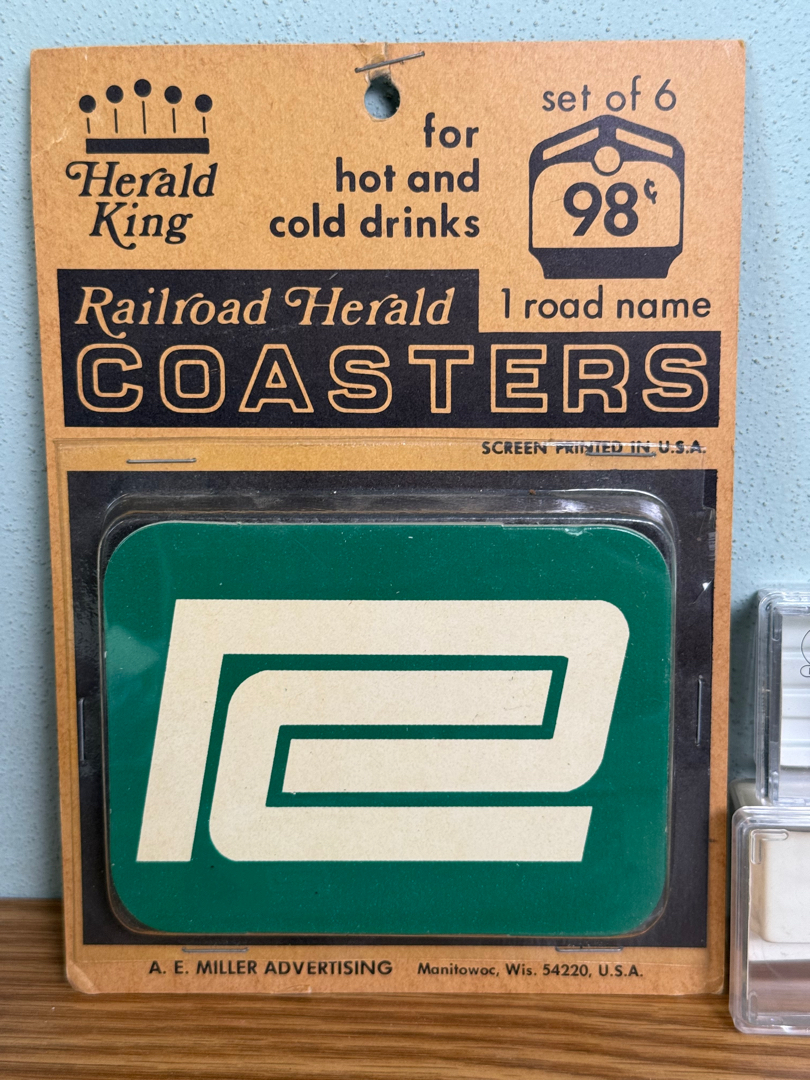 Herald
King
for
hot and
cold drinks
set of 6
98¢
1 road name
Railroad Herald
COASTERS
SCREEN PRINTED IN U.S.A.
A. E. MILLER ADVERTISING Manitowoc, Wis. 54220, U.S.A.